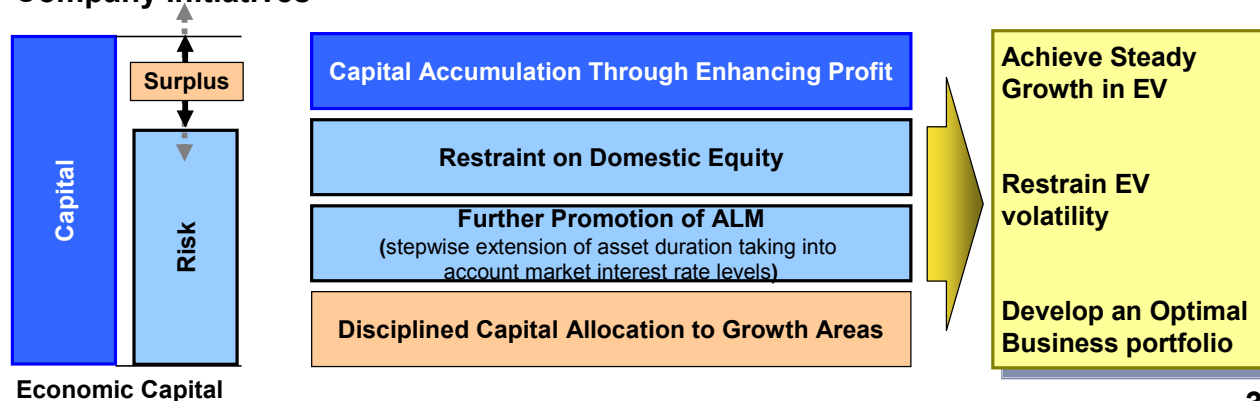 Company Initiatives
Capital
Surplus
Risk
Economic Capital
Capital Accumulation Through Enhancing Profit
Restraint on Domestic Equity
Further Promotion of ALM
(stepwise extension of asset duration taking into
account market interest rate levels)
Disciplined Capital Allocation to Growth Areas
Achieve Steady
Growth in EV
Restrain EV
volatility
Develop an Optimal
Business portfolio